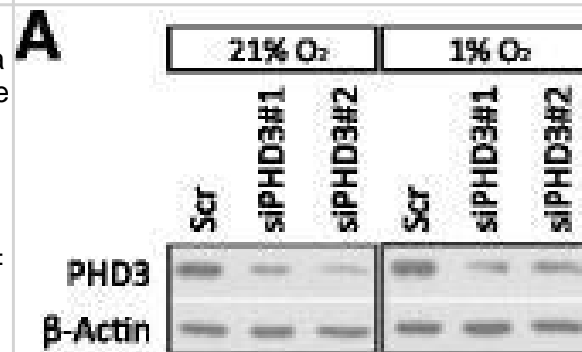 A
21% O₂ 1% O₂
Scr siPHD3#1 siPHD3#2 Scr siPHD3#1 siPHD3#2
PHD3
β-Actin